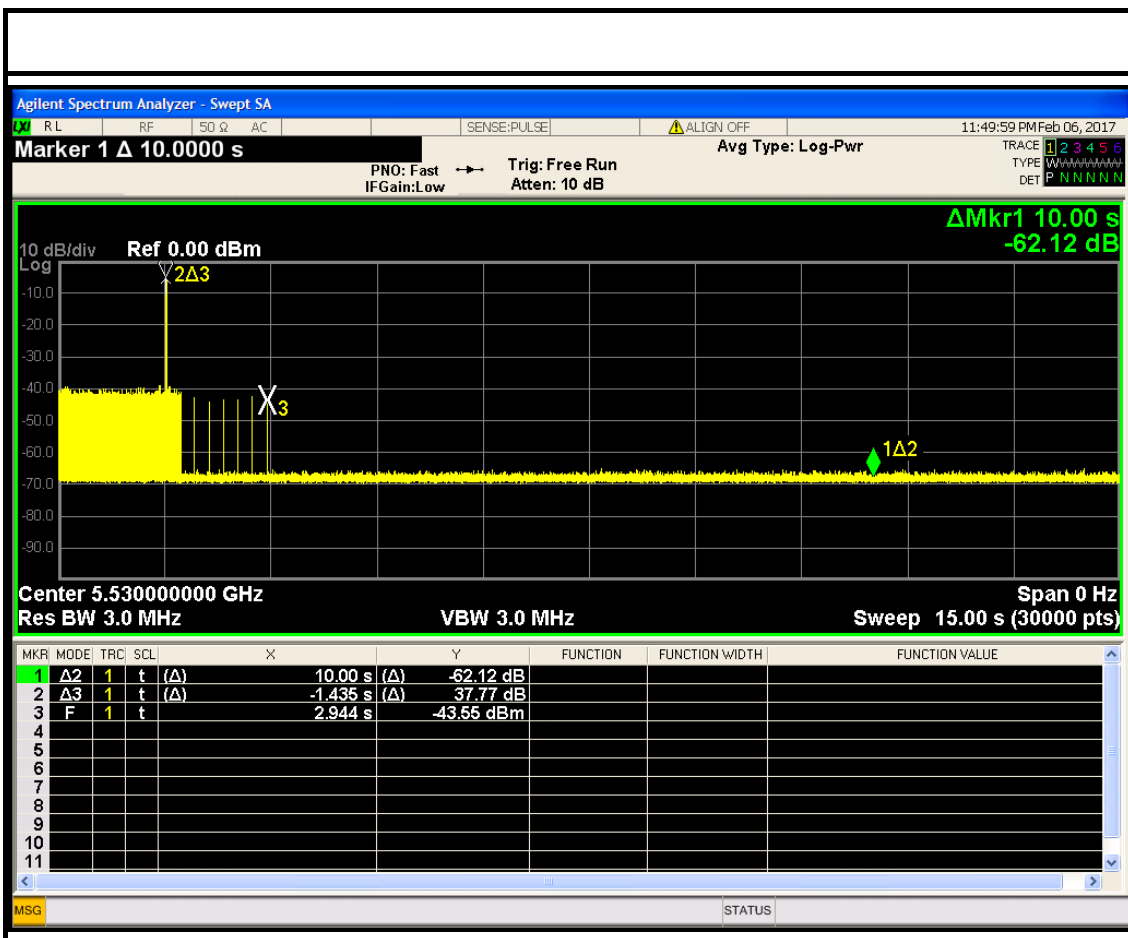 Agilent Spectrum Analyzer - Swept SA
LXI RL RF 50 Ω AC SENSE:PULSE ALIGN OFF 11:49:59 PM Feb 06, 2017
Marker 1 Δ 10.0000 s
PNO: Fast
IFGain:Low
Trig: Free Run
Atten: 10 dB
Avg Type: Log-Pwr
TRACE 1 2 3 4 5 6
TYPE WWWWWW
DET P N N N N N
ΔMkr1 10.00 s
-62.12 dB
10 dB/div Ref 0.00 dBm
Log
2Δ3
-10.0
-20.0
-30.0
-40.0
3
-50.0
-60.0
1Δ2
-70.0
-80.0
-90.0
Center 5.530000000 GHz Span 0 Hz
Res BW 3.0 MHz VBW 3.0 MHz Sweep 15.00 s (30000 pts)
MKR MODE TRC SCL X Y FUNCTION FUNCTION WIDTH FUNCTION VALUE
1 Δ2 1 t (Δ) 10.00 s (Δ) -62.12 dB
2 Δ3 1 t (Δ) -1.435 s (Δ) 37.77 dB
3 F 1 t 2.944 s -43.55 dBm
4
5
6
7
8
9
10
11
MSG STATUS